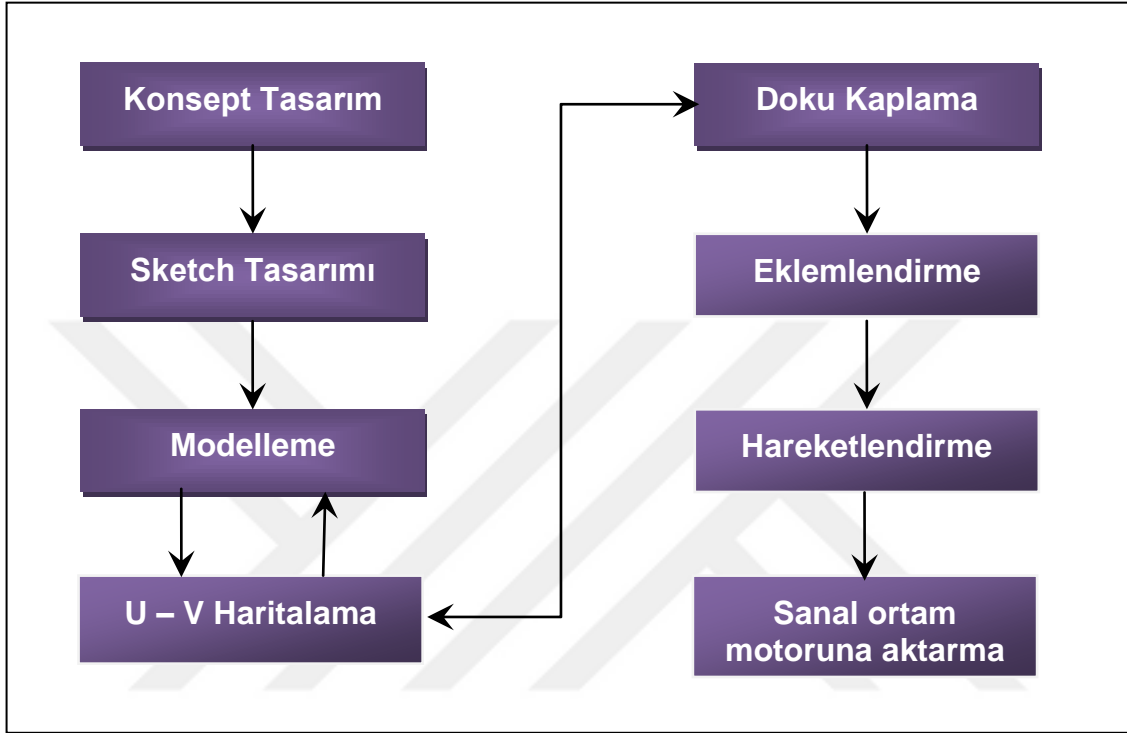 Konsept Tasarım
Sketch Tasarımı
Modelleme
U – V Haritalama
Doku Kaplama
Eklemlendirme
Hareketlendirme
Sanal ortam
motoruna aktarma